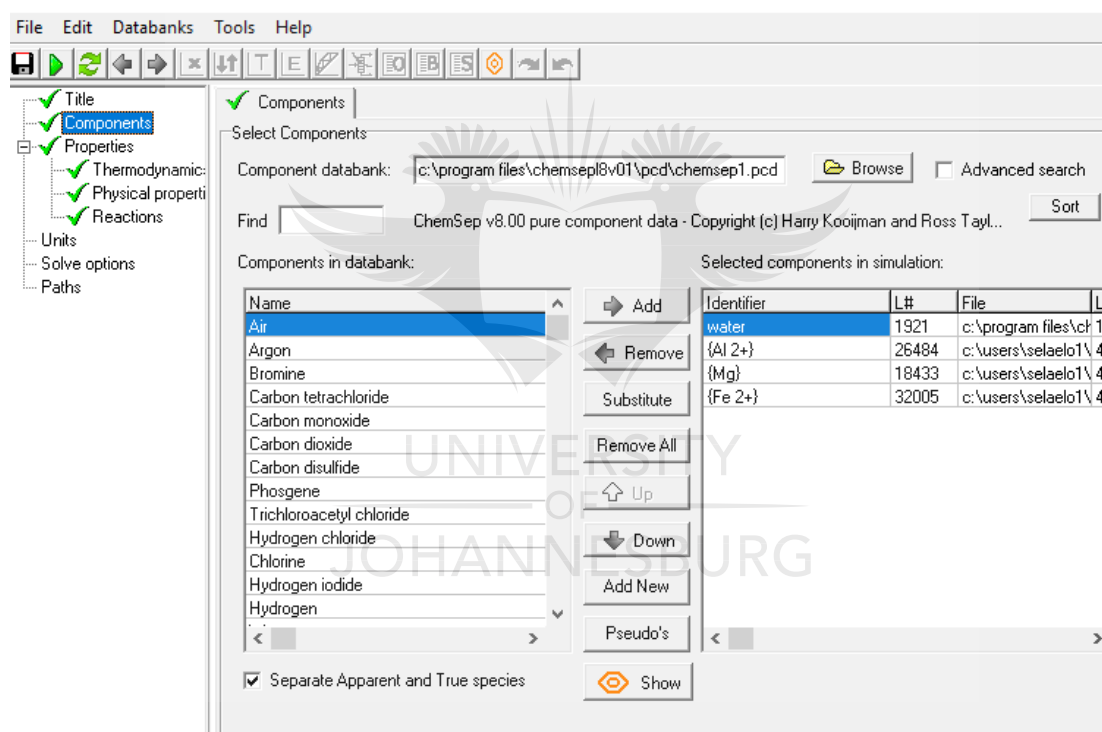 File Edit Databanks Tools Help
T E O B S
Title
Components
Properties
Thermodynamic:
Physical properti
Reactions
Units
Solve options
Paths
Components
Select Components
Component databank: c:\program files\chemsepl8v01\pcd\chemsep1.pcd Browse Advanced search
Find ChemSep v8.00 pure component data - Copyright (c) Harry Kooijman and Ross Tayl... Sort
Components in databank:
Name
Air
Argon
Bromine
Carbon tetrachloride
Carbon monoxide
Carbon dioxide
Carbon disulfide
Phosgene
Trichloroacetyl chloride
Hydrogen chloride
Chlorine
Hydrogen iodide
Hydrogen
Add
Remove
Substitute
Remove All
Up
Down
Add New
Pseudo's
Show
Selected components in simulation:
Identifier L# File L
water 1921 c:\program files\ch 1
{Al 2+} 26484 c:\users\selaelo1\ 4
{Mg} 18433 c:\users\selaelo1\ 4
{Fe 2+} 32005 c:\users\selaelo1\ 4
Separate Apparent and True species
UNIVERSITY
OF
JOHANNESBURG